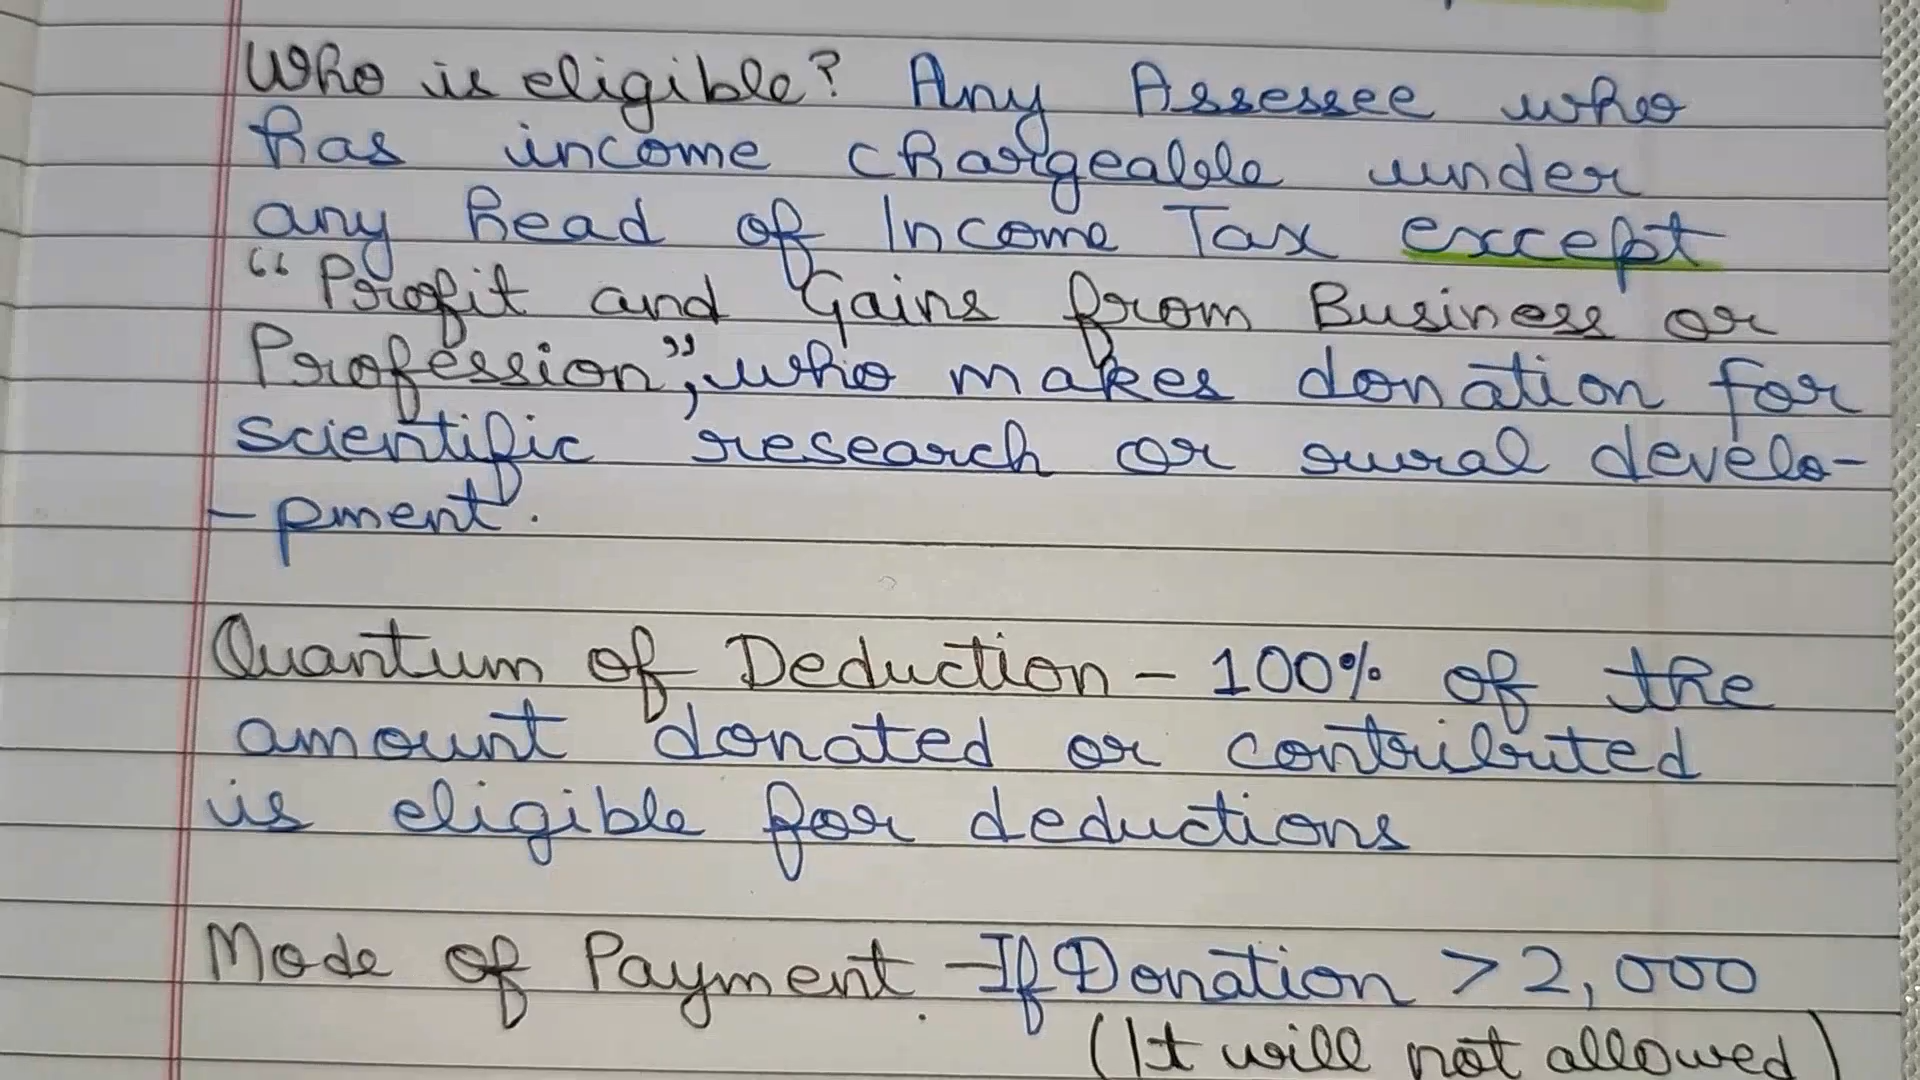 Who is eligible? Any Assessee who
has income chargeable under
any head of Income Tax except
"Profit and Gains from Business or
Profession", who makes donation for
scientific research or rural develo-
-pment.
Quantum of Deduction - 100% of the
amount donated or contributed
is eligible for deductions
Mode of Payment - If Donation > 2,000
(It will not allowed)